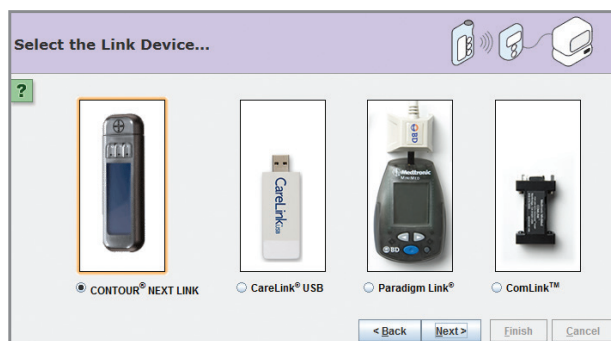 Select the Link Device...
?
CareLink USB
BD
Medtronic
MiniMed
BD
CONTOUR® NEXT LINK
CareLink® USB
Paradigm Link®
ComLink™
< Back
Next >
Finish
Cancel